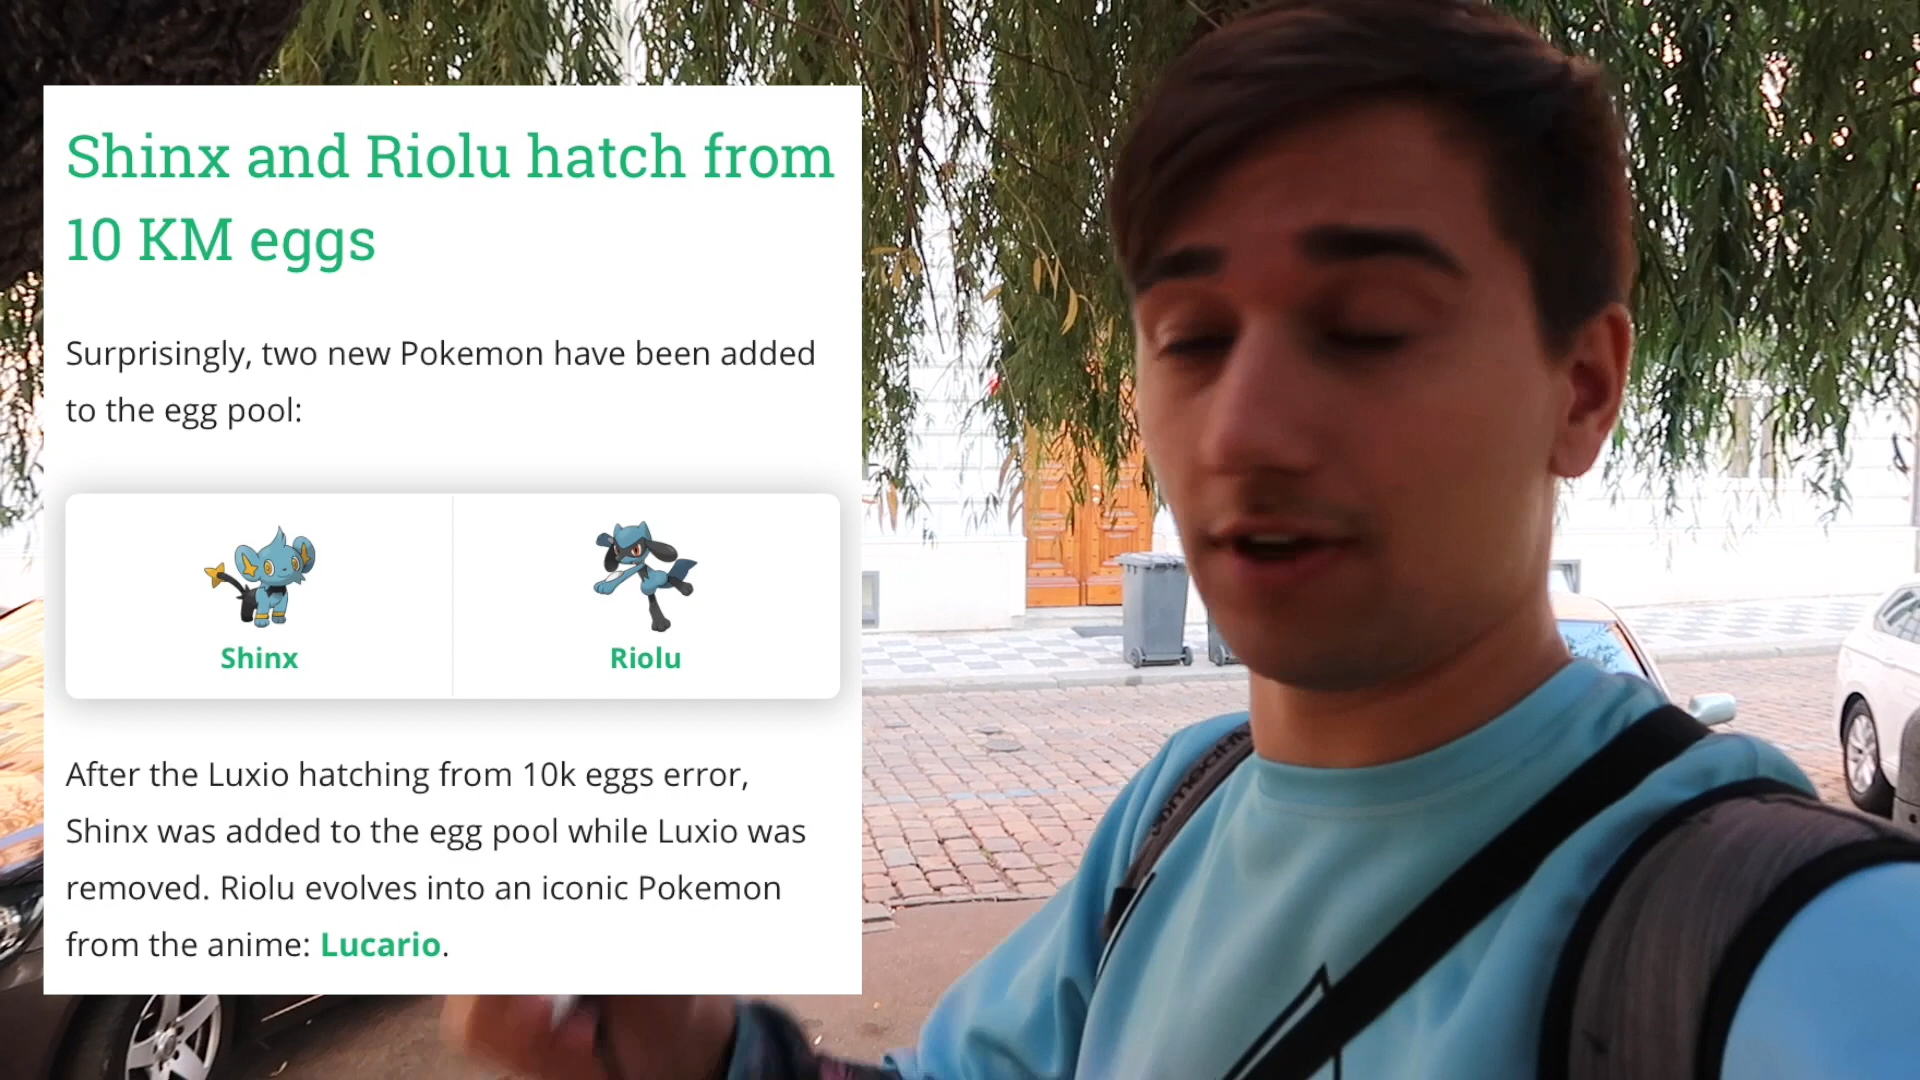 Shinx and Riolu hatch from
10 KM eggs
Surprisingly, two new Pokemon have been added
to the egg pool:
Shinx
Riolu
After the Luxio hatching from 10k eggs error,
Shinx was added to the egg pool while Luxio was
removed. Riolu evolves into an iconic Pokemon
from the anime: Lucario.